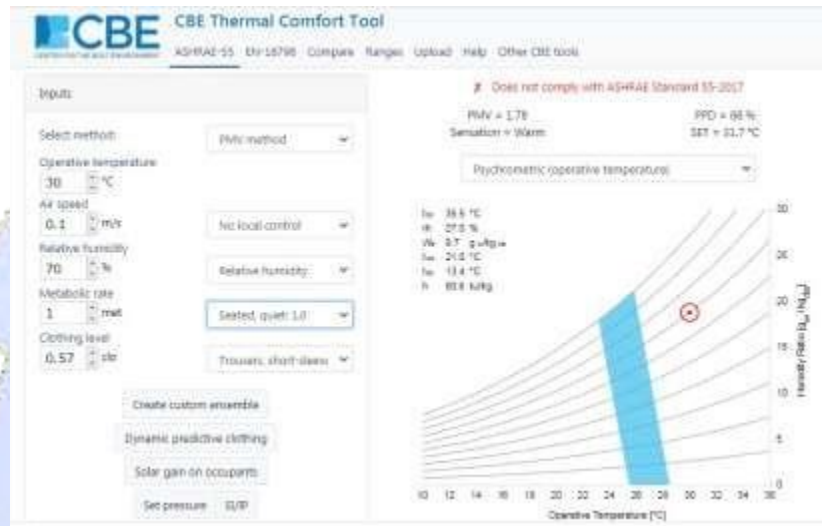 CBE
CBE Thermal Comfort Tool
ASHRAE-55 EN-16798 Compare Ranges Upload Help Other CBE tools
Inputs
Select method:
PMV method
Operative temperature
30 °C
Air speed
0.1 m/s
No local control
Relative humidity
70 %
Relative humidity
Metabolic rate
1 met
Seated, quiet: 1.0
Clothing level
0.57 clo
Trousers, short-sleeve
Create custom ensemble
Dynamic predictive clothing
Solar gain on occupants
Set pressure SI/IP
✗ Does not comply with ASHRAE Standard 55-2017
Sensation = Warm
SET = 31.7 °C
Psychrometric (operative temperature)
30
25
20
15
10
5
0
10 12 14 16 18 20 22 24 26 28 30 32 34 36
Operative Temperature [°C]